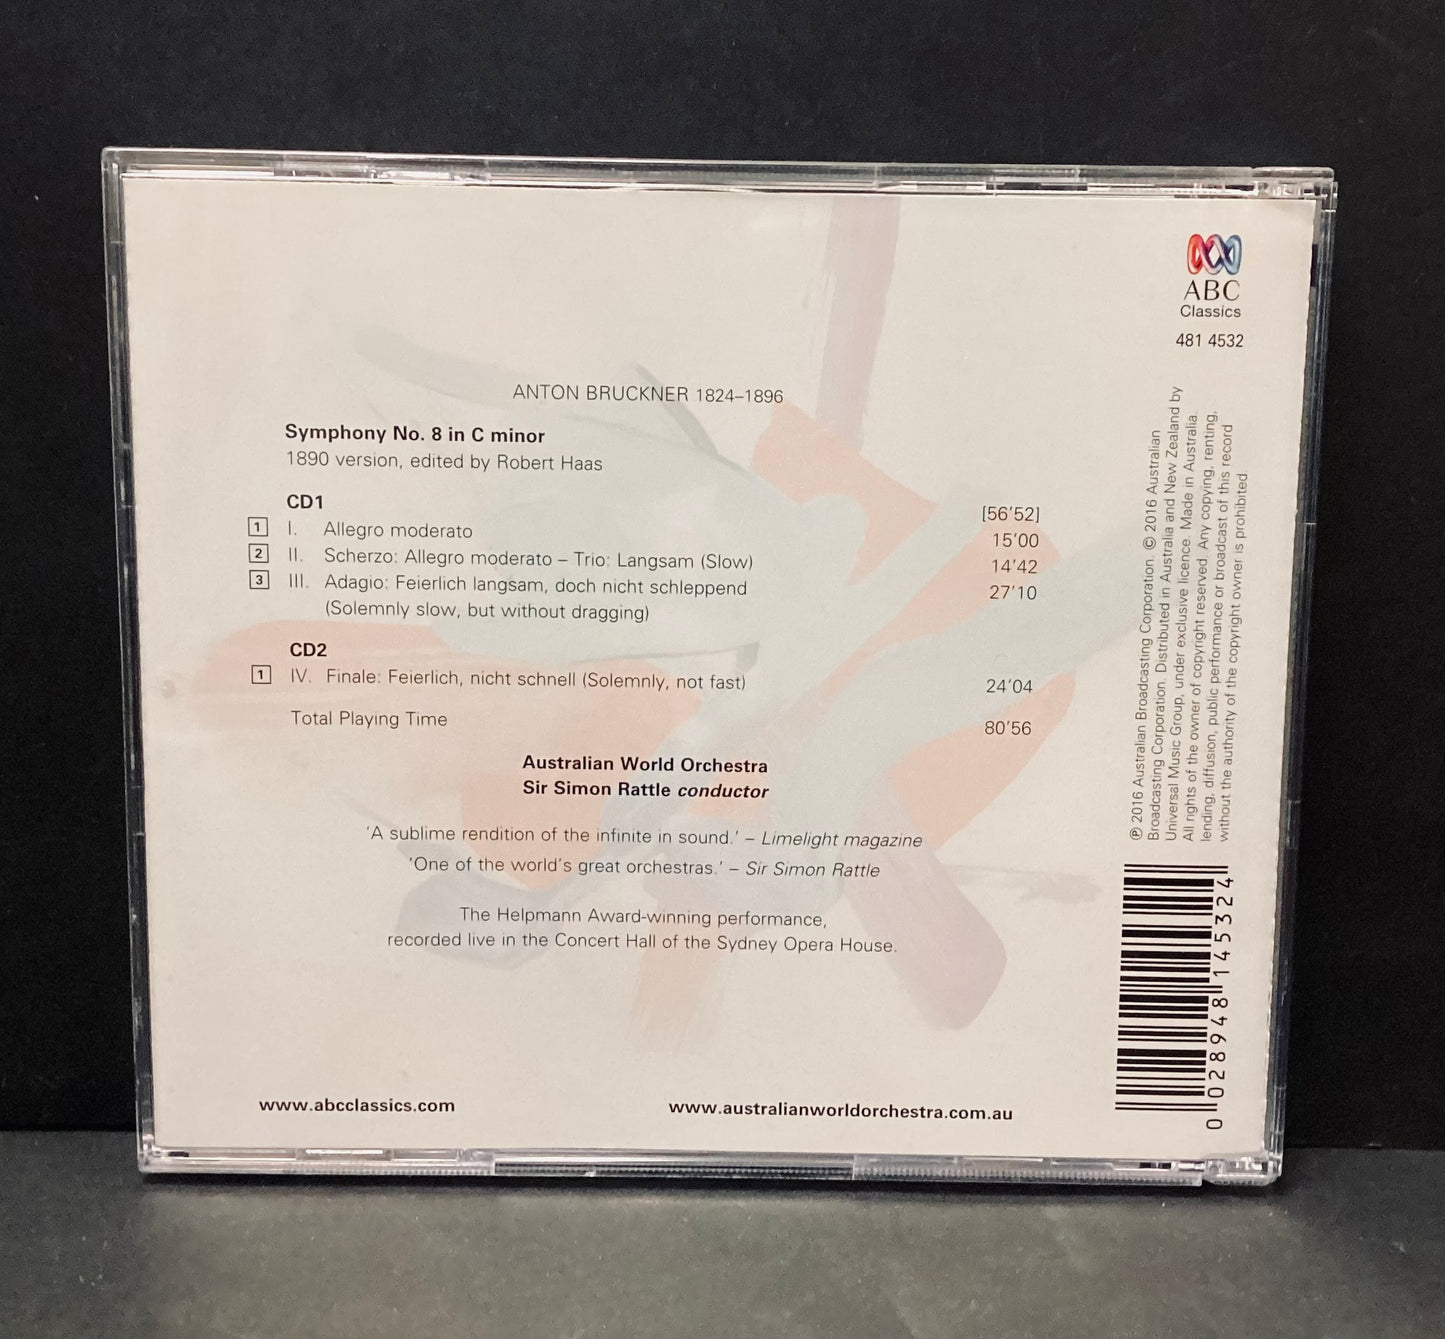 ABC
Classics
481 4532
ANTON BRUCKNER 1824–1896
Symphony No. 8 in C minor
1890 version, edited by Robert Haas
CD1 [56'52]
1 I. Allegro moderato 15'00
2 II. Scherzo: Allegro moderato – Trio: Langsam (Slow) 14'42
3 III. Adagio: Feierlich langsam, doch nicht schleppend 27'10
(Solemnly slow, but without dragging)
CD2
1 IV. Finale: Feierlich, nicht schnell (Solemnly, not fast) 24'04
Total Playing Time 80'56
Australian World Orchestra
Sir Simon Rattle conductor
'A sublime rendition of the infinite in sound.' – Limelight magazine
'One of the world's great orchestras.' – Sir Simon Rattle
The Helpmann Award-winning performance,
recorded live in the Concert Hall of the Sydney Opera House.
www.abcclassics.com www.australianworldorchestra.com.au
℗ 2016 Australian Broadcasting Corporation. © 2016 Australian
Broadcasting Corporation. Distributed in Australia and New Zealand by
Universal Music Group, under exclusive licence. Made in Australia.
All rights of the owner of copyright reserved. Any copying, renting,
lending, diffusion, public performance or broadcast of this record
without the authority of the copyright owner is prohibited.
0 028948 145324